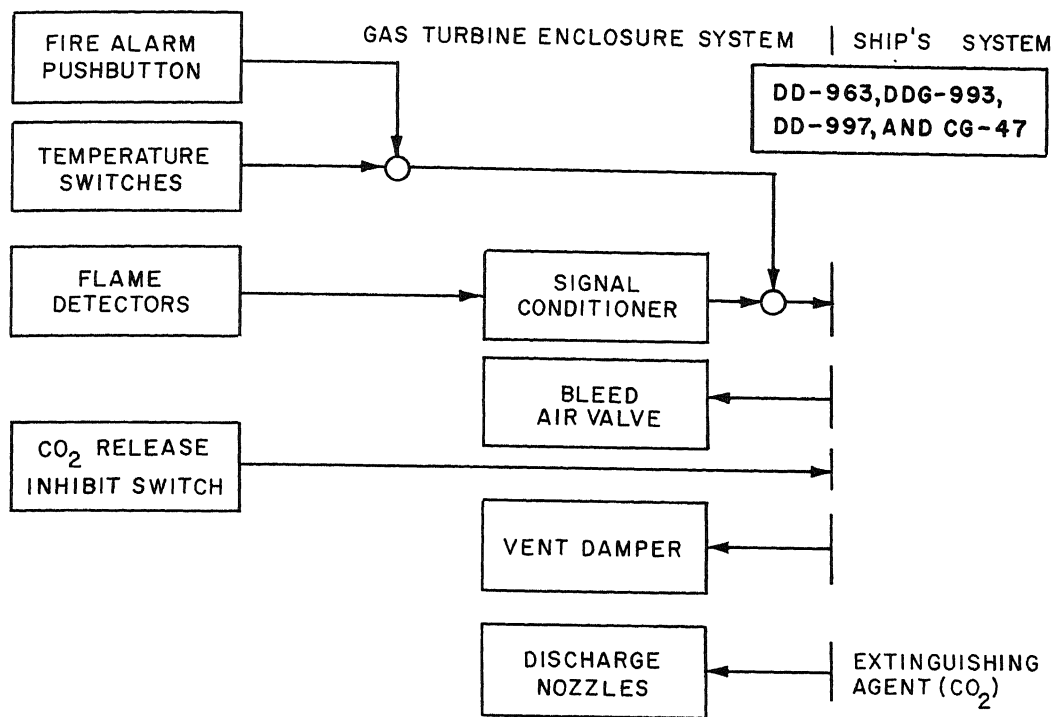 FIRE ALARM
PUSHBUTTON
GAS TURBINE ENCLOSURE SYSTEM
SHIP'S SYSTEM
DD-963, DDG-993,
DD-997, AND CG-47
TEMPERATURE
SWITCHES
FLAME
DETECTORS
SIGNAL
CONDITIONER
BLEED
AIR VALVE
CO₂ RELEASE
INHIBIT SWITCH
VENT DAMPER
DISCHARGE
NOZZLES
EXTINGUISHING
AGENT (CO₂)